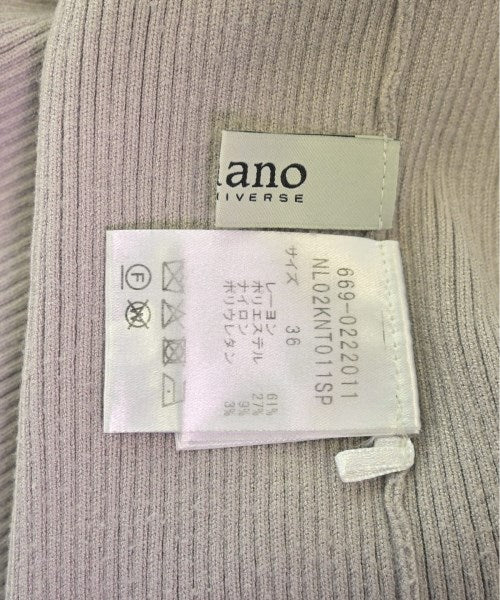 ano
IVERSE
669-0222011
NL02KNT011SP
サイズ 36
レーヨン 61%
ポリエステル 27%
ナイロン 9%
ポリウレタン 3%
F
W